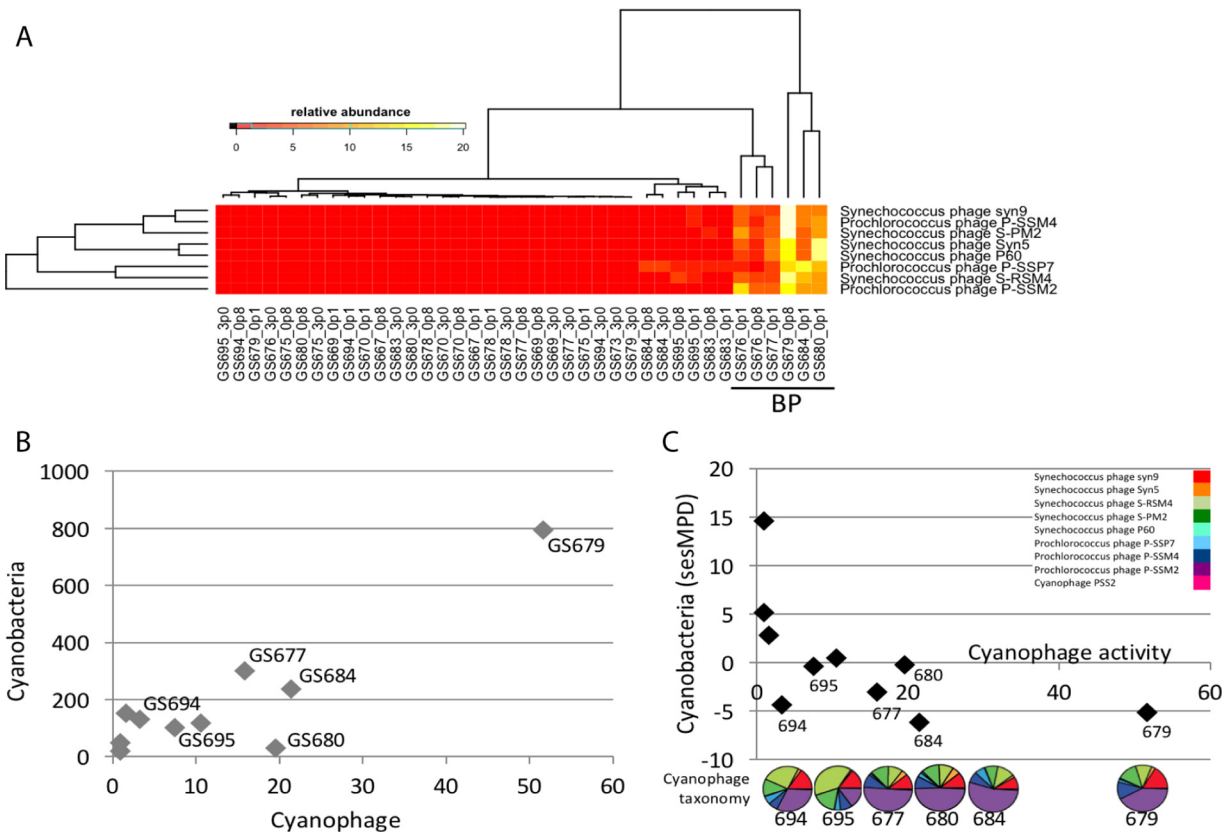 A
relative abundance
0 5 10 15 20
Synechococcus phage syn9
Prochlorococcus phage P-SSM4
Synechococcus phage S-PM2
Synechococcus phage Syn5
Synechococcus phage P60
Prochlorococcus phage P-SSP7
Synechococcus phage S-RSM4
Prochlorococcus phage P-SSM2
GS695_3p0
GS694_0p8
GS679_0p1
GS676_3p0
GS675_0p8
GS680_0p8
GS675_3p0
GS669_0p1
GS694_0p1
GS667_0p8
GS683_3p0
GS680_3p0
GS678_0p8
GS670_0p8
GS670_0p1
GS667_0p1
GS678_0p1
GS678_3p0
GS677_0p8
GS669_0p8
GS669_3p0
GS677_3p0
GS675_0p1
GS694_3p0
GS673_3p0
GS679_3p0
GS684_0p8
GS684_3p0
GS695_0p8
GS695_0p1
GS683_0p8
GS683_0p1
GS676_0p1
GS676_0p8
GS677_0p1
GS679_0p8
GS684_0p1
GS680_0p1
BP
B
Cyanobacteria
1000
800
600
400
200
0
GS679
GS677
GS684
GS694
GS695
GS680
0 10 20 30 40 50 60
Cyanophage
C
Cyanobacteria (sesMPD)
20
15
10
5
0
-5
-10
Synechococcus phage syn9
Synechococcus phage Syn5
Synechococcus phage S-RSM4
Synechococcus phage S-PM2
Synechococcus phage P60
Prochlorococcus phage P-SSP7
Prochlorococcus phage P-SSM4
Prochlorococcus phage P-SSM2
Cyanophage PSS2
Cyanophage activity
0 20 40 60
695
680
694
677
684
679
Cyanophage
taxonomy
694 695 677 680 684 679